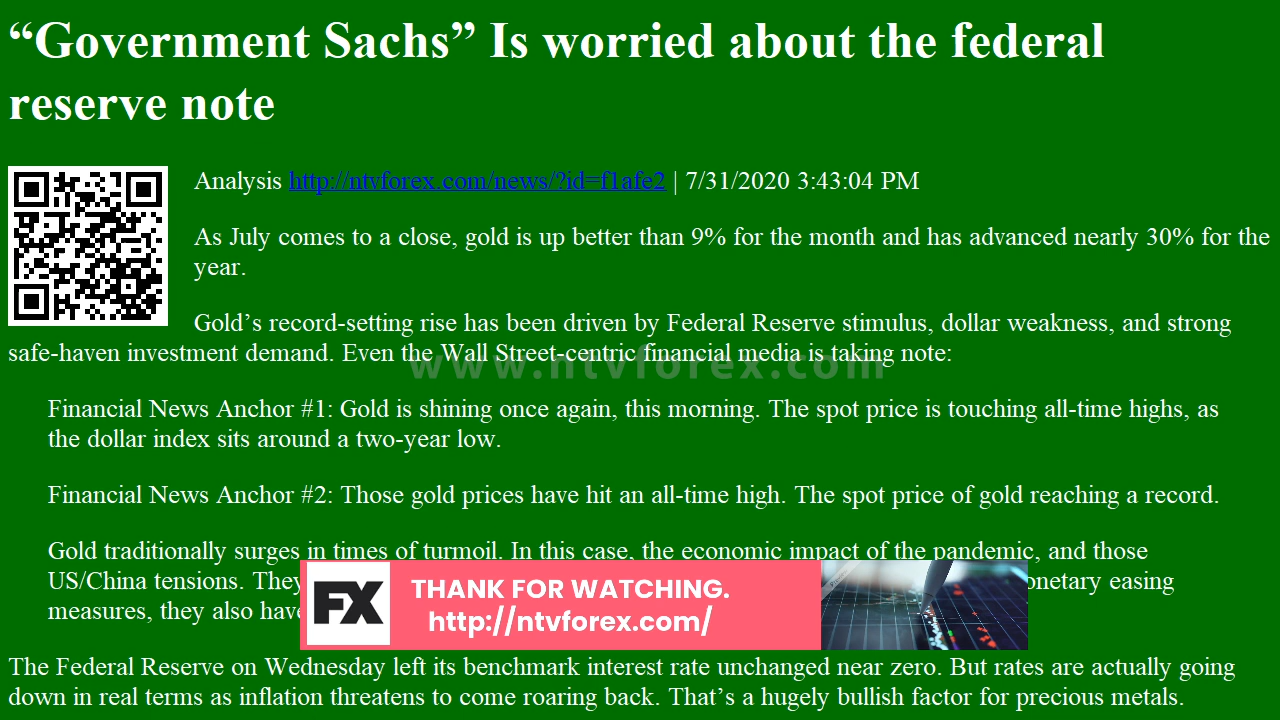 “Government Sachs” Is worried about the federal
reserve note
Analysis http://ntvforex.com/news/?id=f1afe2 | 7/31/2020 3:43:04 PM
As July comes to a close, gold is up better than 9% for the month and has advanced nearly 30% for the
year.
Gold’s record-setting rise has been driven by Federal Reserve stimulus, dollar weakness, and strong
safe-haven investment demand. Even the Wall Street-centric financial media is taking note:
www.ntvforex.com
Financial News Anchor #1: Gold is shining once again, this morning. The spot price is touching all-time highs, as
the dollar index sits around a two-year low.
Financial News Anchor #2: Those gold prices have hit an all-time high. The spot price of gold reaching a record.
Gold traditionally surges in times of turmoil. In this case, the economic impact of the pandemic, and those
US/China tensions. They onetary easing
measures, they also have
FX
THANK FOR WATCHING.
http://ntvforex.com/
The Federal Reserve on Wednesday left its benchmark interest rate unchanged near zero. But rates are actually going
down in real terms as inflation threatens to come roaring back. That’s a hugely bullish factor for precious metals.